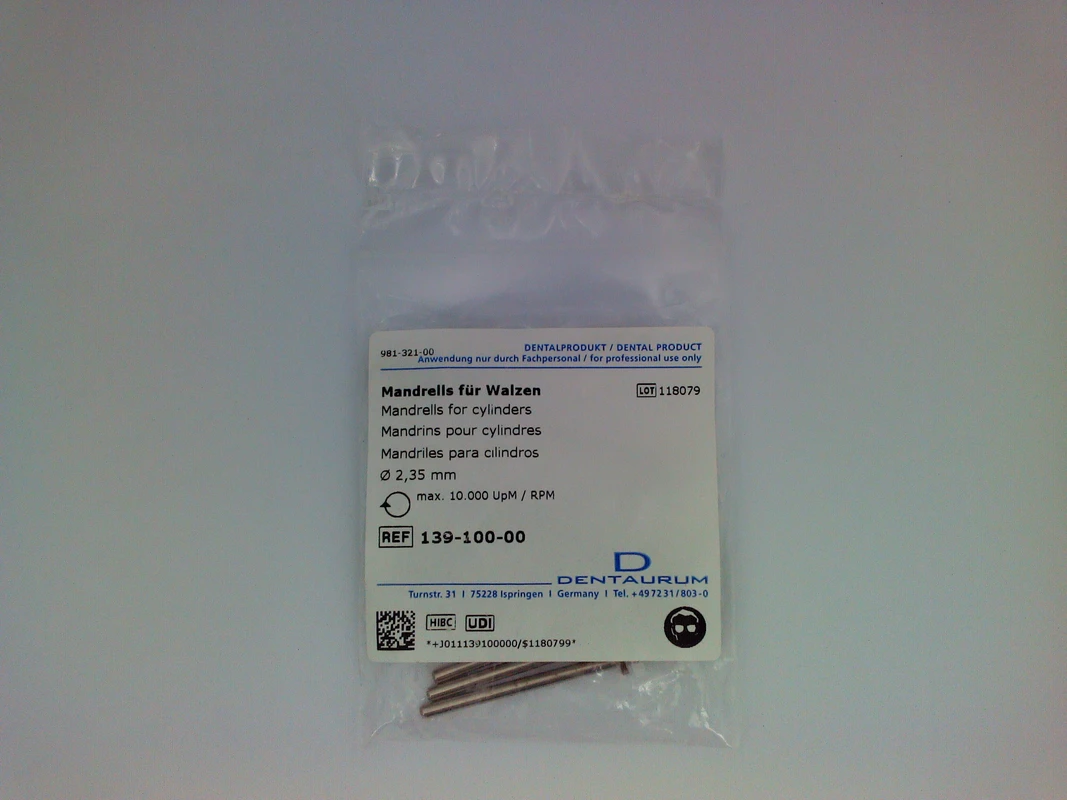 981-321-00
DENTALPRODUKT / DENTAL PRODUCT
Anwendung nur durch Fachpersonal / for professional use only
Mandrells für Walzen
LOT 118079
Mandrells for cylinders
Mandrins pour cylindres
Mandriles para cilindros
Ø 2,35 mm
max. 10.000 UpM / RPM
REF 139-100-00
D
DENTAURUM
Turnstr. 31 I 75228 Ispringen I Germany I Tel. +497231/803-0
HIBC UDI
*+J011139100000/$1180799*